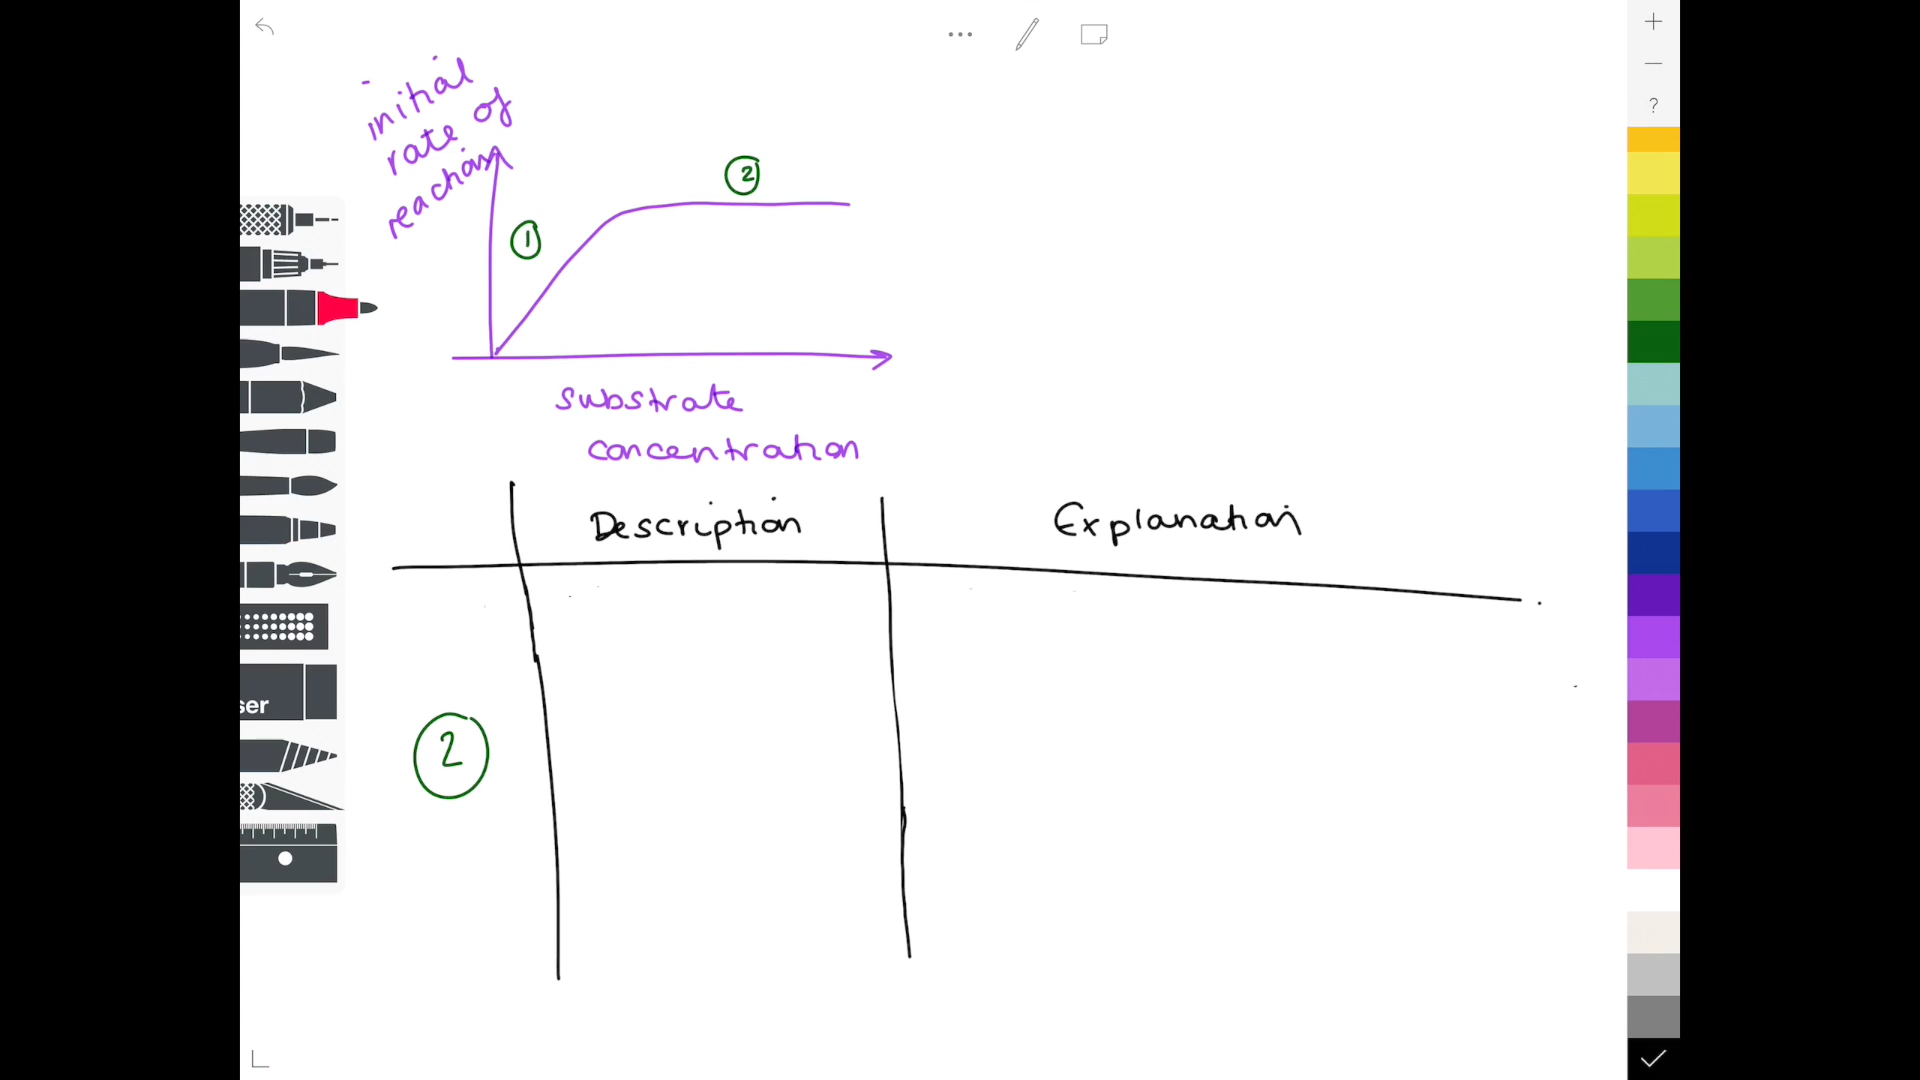 initial
rate of
reaction
①
②
substrate
concentration
Description
Explanation
②
ser
?